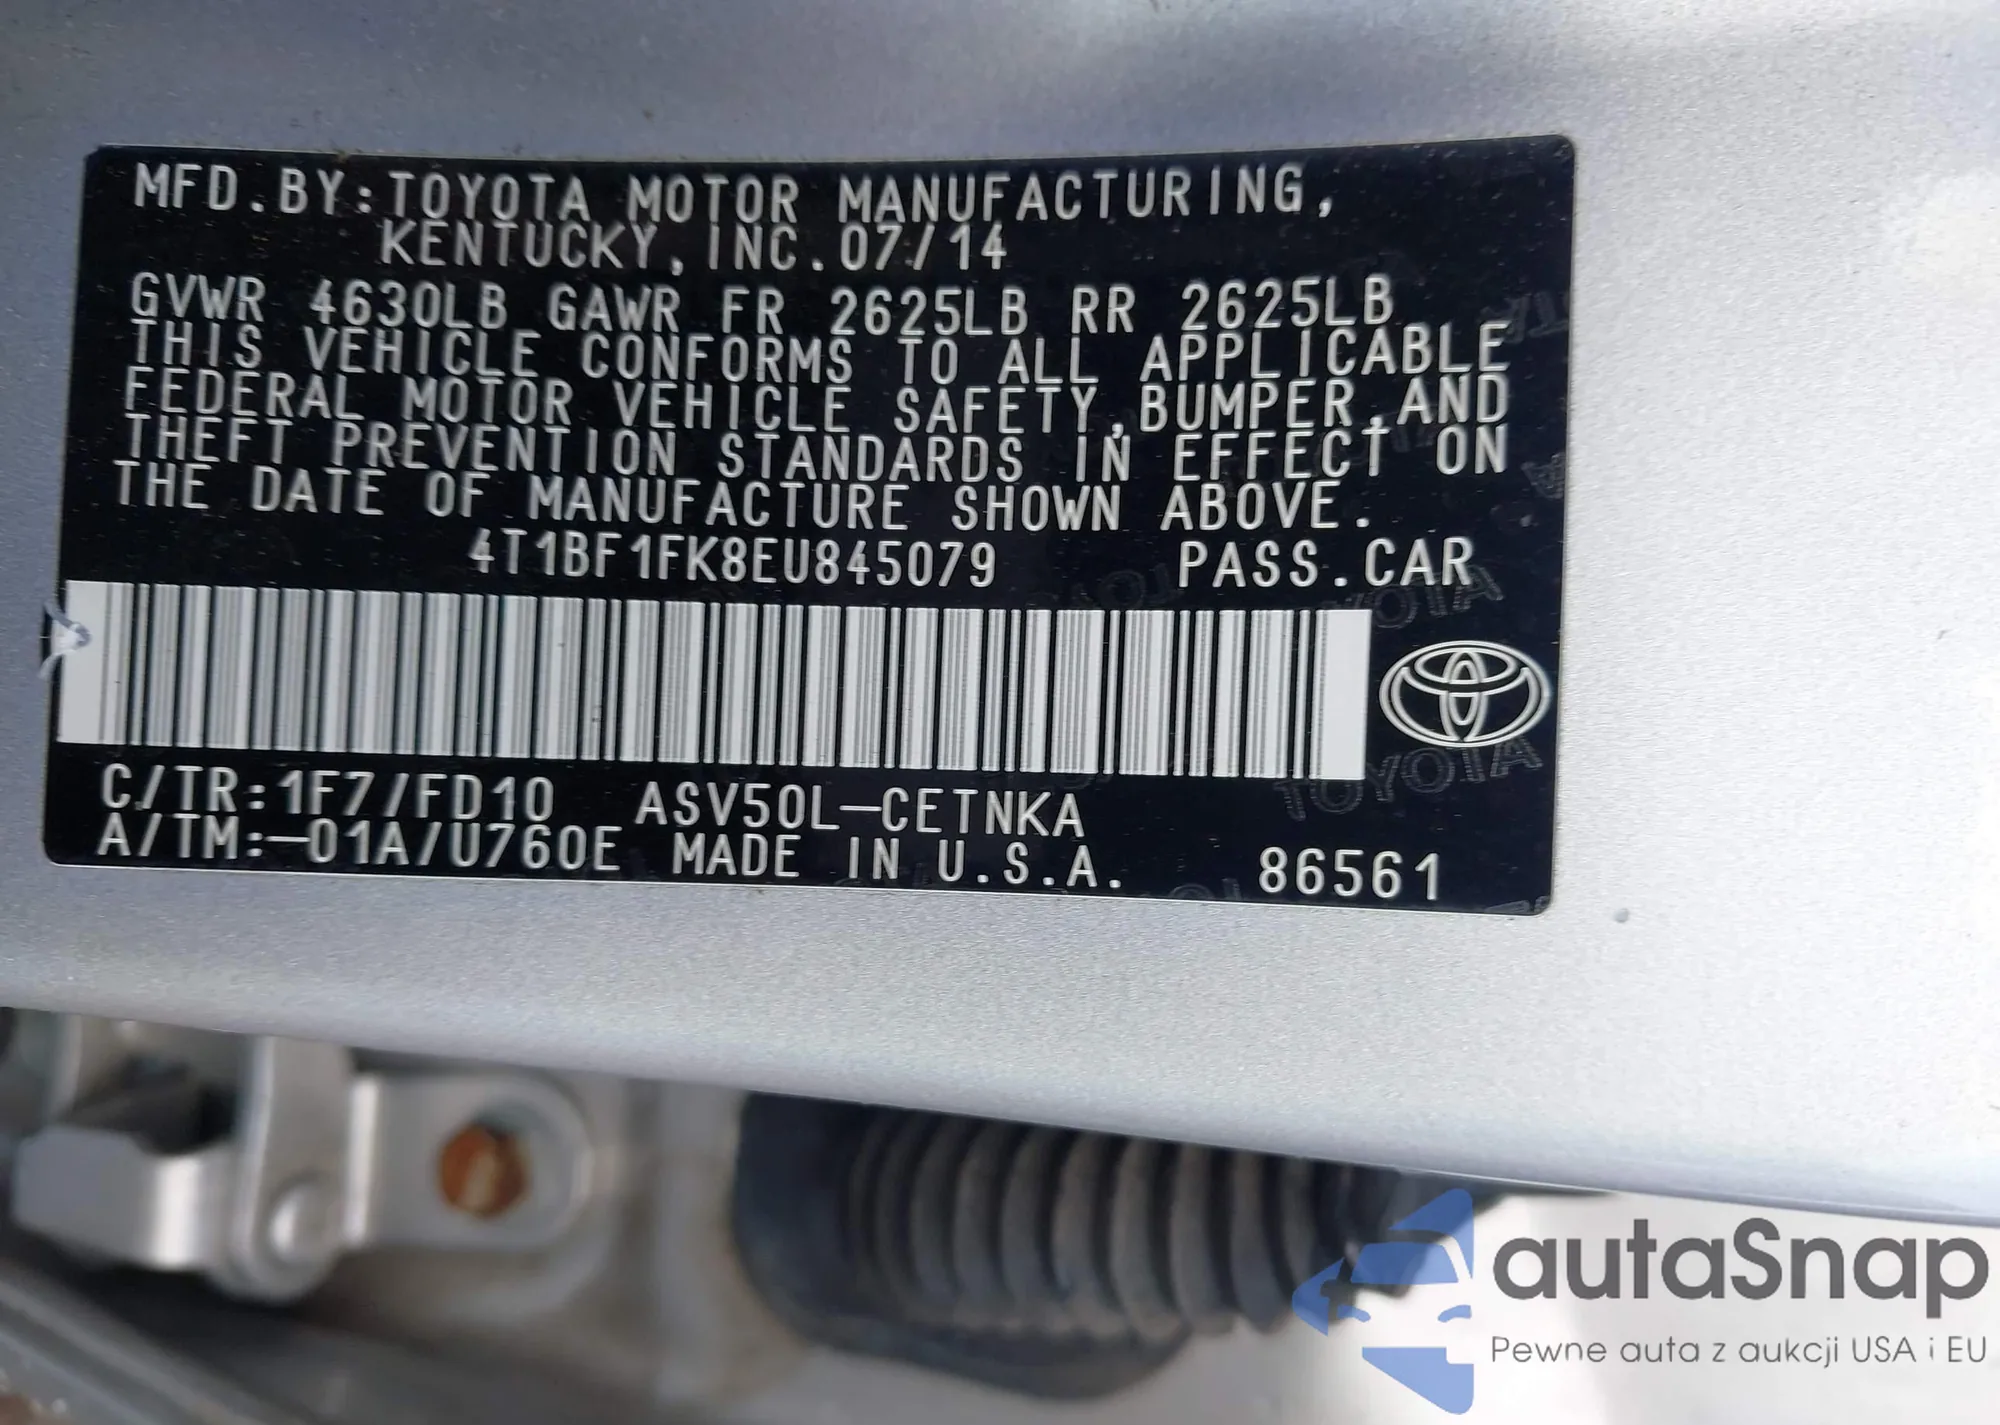 MFD.BY:TOYOTA MOTOR MANUFACTURING,
KENTUCKY, INC.07/14
GVWR 4630LB GAWR FR 2625LB RR 2625LB
THIS VEHICLE CONFORMS TO ALL APPLICABLE
FEDERAL MOTOR VEHICLE SAFETY,BUMPER,AND
THEFT PREVENTION STANDARDS IN EFFECT ON
THE DATE OF MANUFACTURE SHOWN ABOVE.
4T1BF1FK8EU845079 PASS.CAR
C/TR:1F7/FD10 ASV50L-CETNKA
A/TM:-01A/U760E MADE IN U.S.A. 86561
TOYOTA
TOYOTA
autaSnap
Pewne auta z aukcji USA i EU